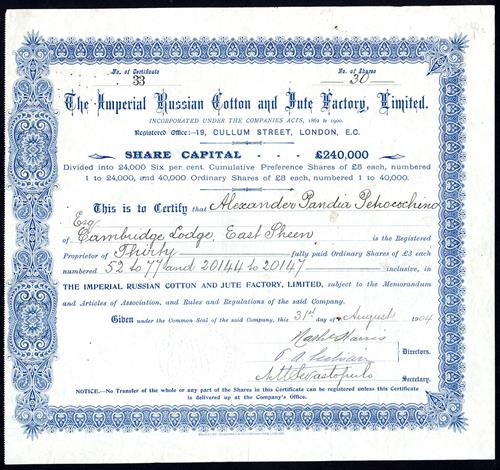 No. of Certificate No. of Shares
33 30
The Imperial Russian Cotton and Jute Factory, Limited.
INCORPORATED UNDER THE COMPANIES ACTS, 1862 to 1900.
Registered Office:-19, CULLUM STREET, LONDON, E.C.
SHARE CAPITAL - - - £240,000
Divided into 24,000 Six per cent. Cumulative Preference Shares of £5 each, numbered
1 to 24,000, and 40,000 Ordinary Shares of £3 each, numbered 1 to 40,000.
This is to Certify that Alexander Pandia
Esq
of Cambridge Lodge, East Sheen is the Registered
Proprietor of Thirty fully paid Ordinary Shares of £3 each
numbered 52 to 77 and 20144 to 20147 inclusive, in
THE IMPERIAL RUSSIAN COTTON AND JUTE FACTORY, LIMITED, subject to the Memorandum
and Articles of Association, and Rules and Regulations of the said Company.
Given under the Common Seal of the said Company, this 31st day of August 1904
Directors.
Secretary.
NOTICE.-No Transfer of the whole or any part of the Shares in this Certificate can be registered unless this Certificate
is delivered up at the Company's Office.